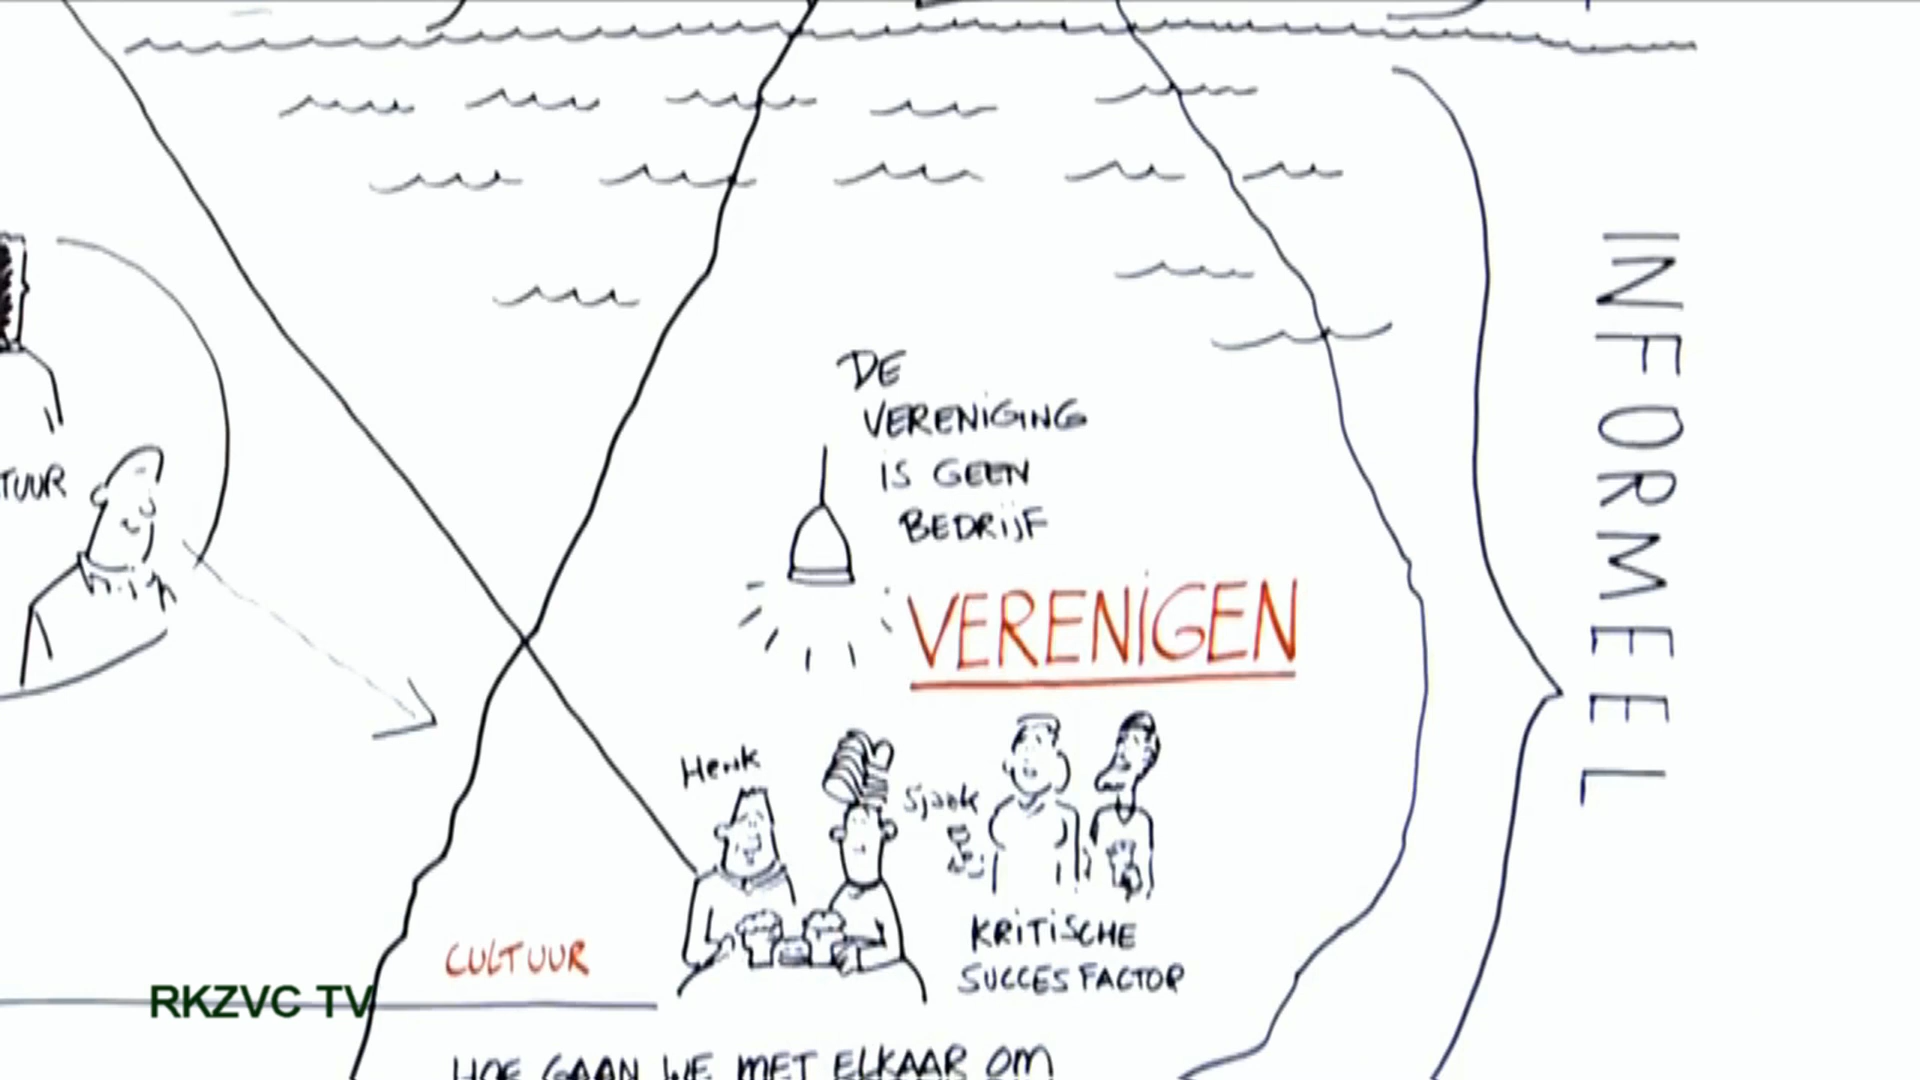 DE
VERENIGING
IS GEEN
BEDRIJF
VERENIGEN
INFORMEEL
TUUR
Henk
Sjaak
KRITISCHE
SUCCESFACTOR
CULTUUR
RKZVC TV
HOE GAAN WE MET ELKAAR OM